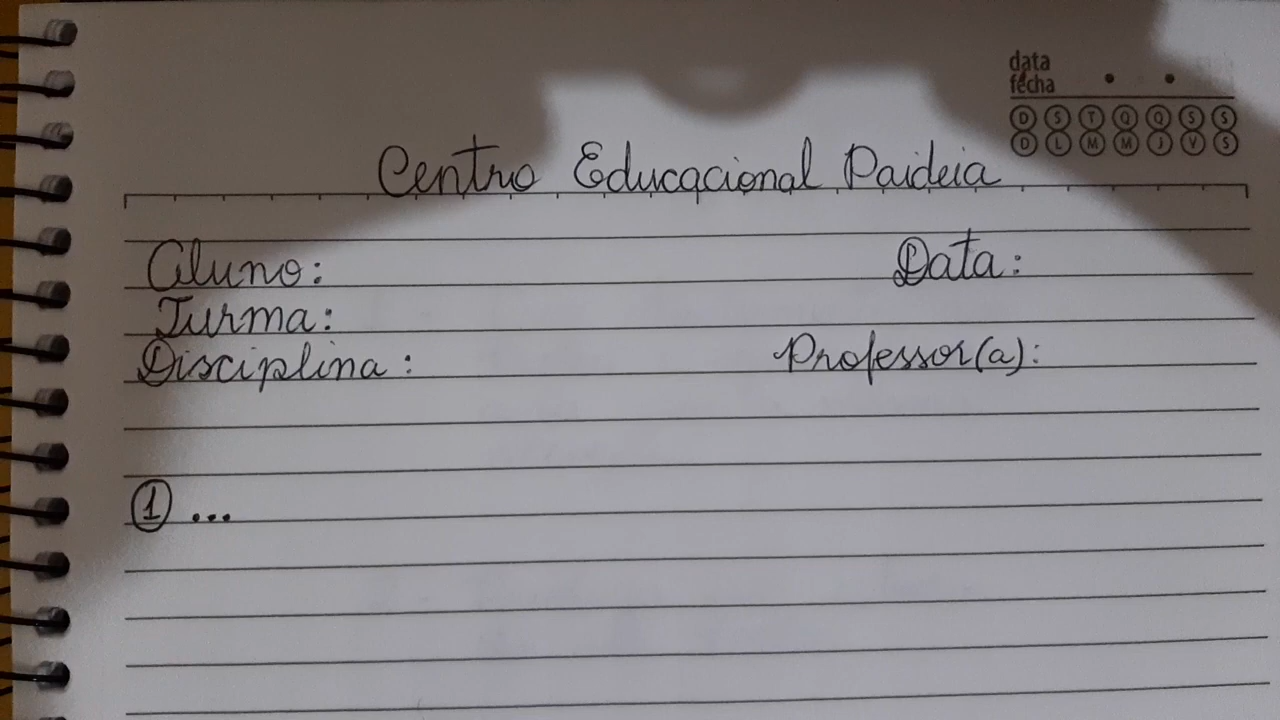 data
fecha
D S T Q Q S S
D L M M J V S
Centro Educacional Paideia
Aluno: Data:
Turma:
Disciplina: Professor(a):
1 ...